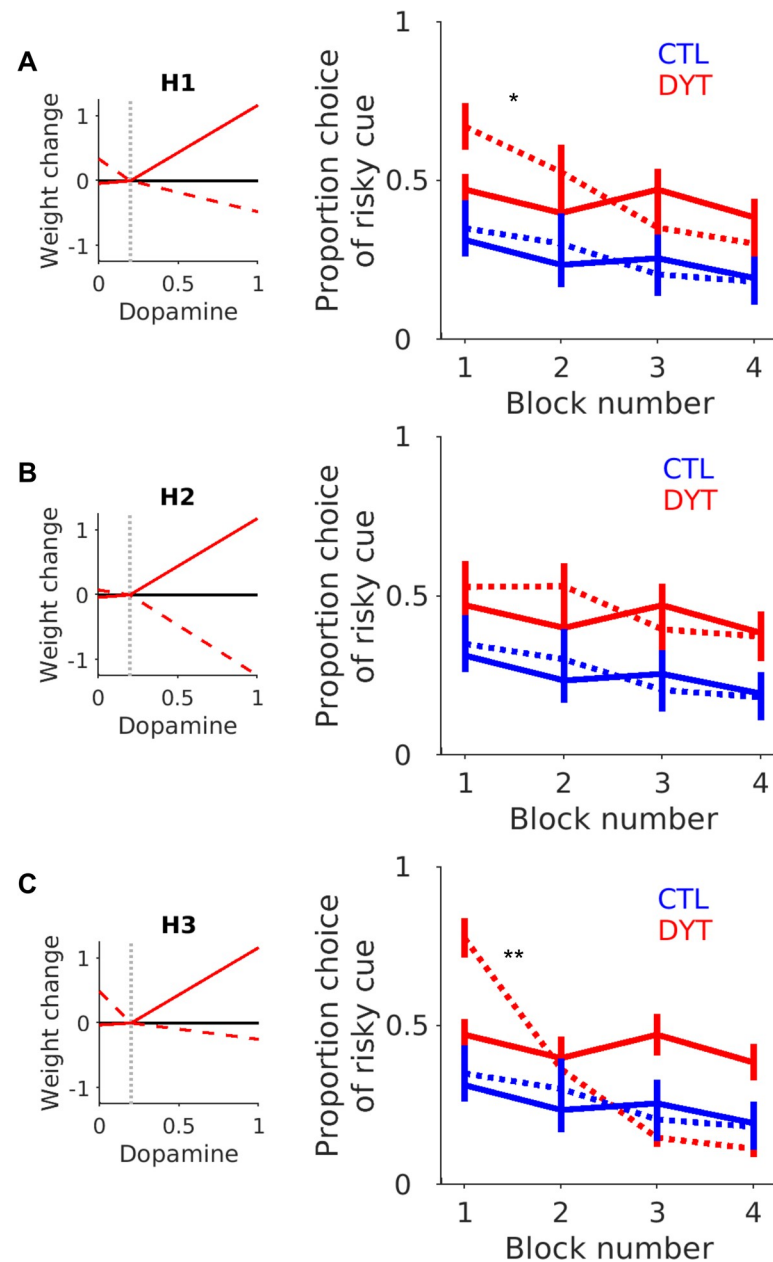 A
H1
Weight change
1
0
-1
0
0.5
1
Dopamine
Proportion choice
of risky cue
1
0.5
0
CTL
DYT
*
1
2
3
4
Block number
B
H2
Weight change
1
0
-1
0
0.5
1
Dopamine
Proportion choice
of risky cue
1
0.5
0
CTL
DYT
1
2
3
4
Block number
C
H3
Weight change
1
0
-1
0
0.5
1
Dopamine
Proportion choice
of risky cue
1
0.5
0
CTL
DYT
**
1
2
3
4
Block number